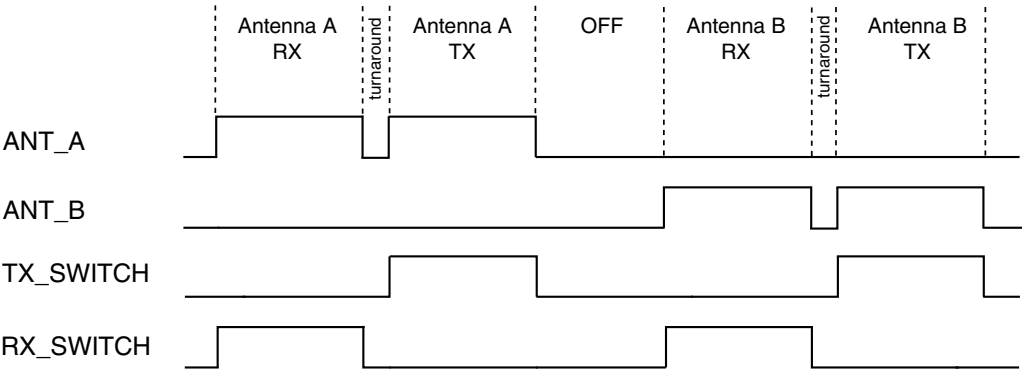 Antenna A
RX
turnaround
Antenna A
TX
OFF
Antenna B
RX
turnaround
Antenna B
TX
ANT_A
ANT_B
TX_SWITCH
RX_SWITCH